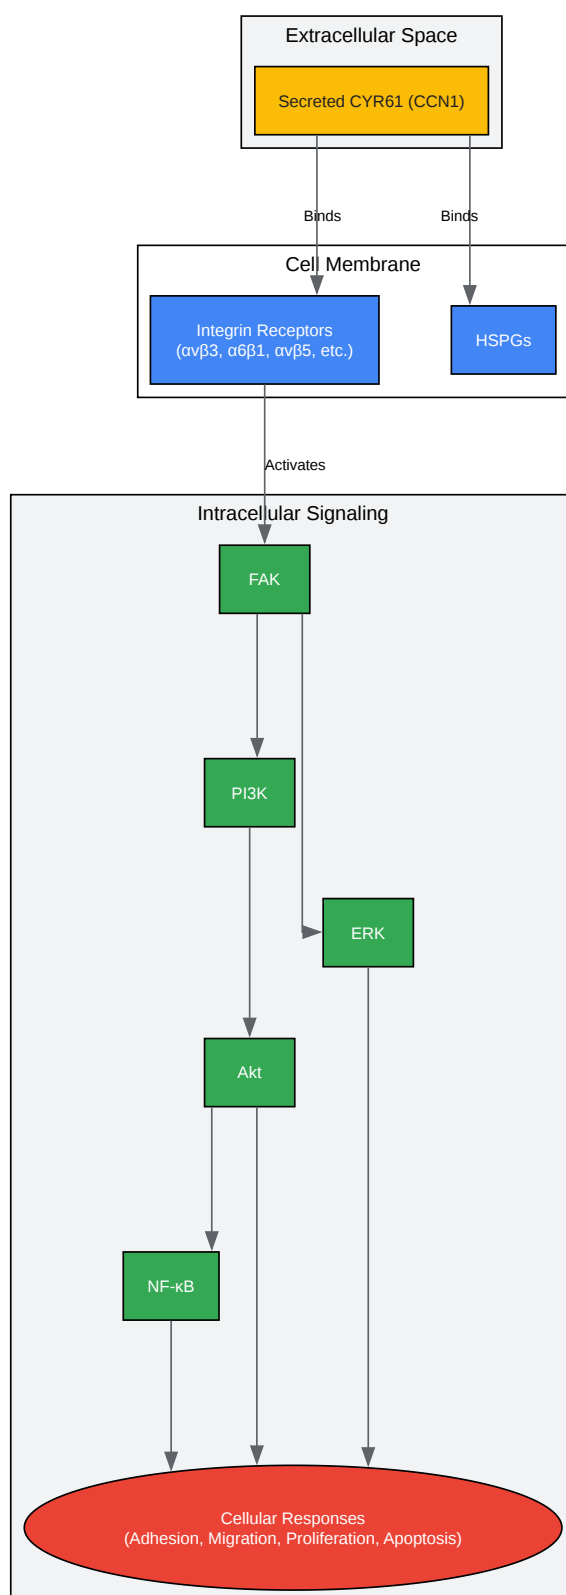 Extracellular Space
Secreted CYR61 (CCN1)
Binds
Binds
Cell Membrane
Integrin Receptors
(αvβ3, α6β1, αvβ5, etc.)
HSPGs
Activates
Intracellular Signaling
FAK
PI3K
ERK
Akt
NF-κB
Cellular Responses
(Adhesion, Migration, Proliferation, Apoptosis)